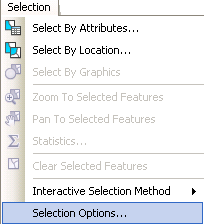 Selection
Select By Attributes...
Select By Location...
Select By Graphics
Zoom To Selected Features
Pan To Selected Features
Statistics...
Clear Selected Features
Interactive Selection Method
Selection Options...